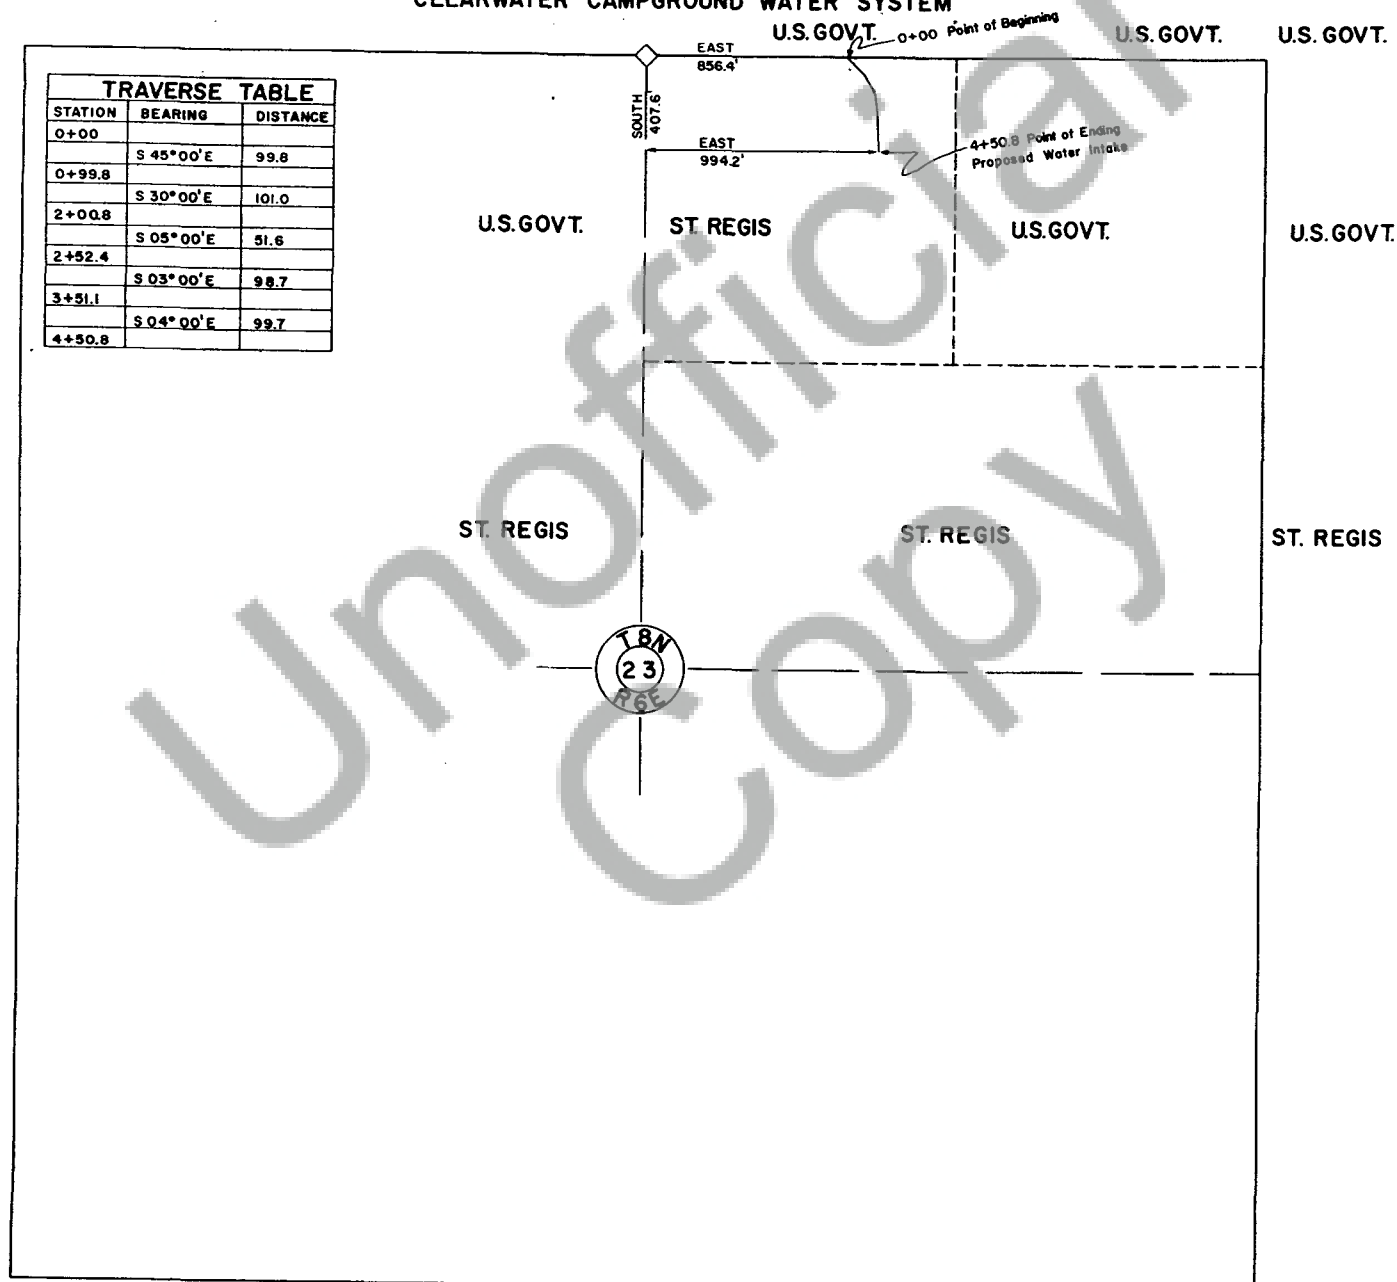 CLEARWATER CAMPGROUND WATER SYSTEM
U.S. GOVT.
0+00 Point of Beginning
U.S. GOVT.
U.S. GOVT.
EAST
856.4'
SOUTH
407.6'
EAST
994.2'
4+50.8 Point of Ending
Proposed Water Intake
TRAVERSE TABLE
STATION BEARING DISTANCE
0+00
S 45°00'E 99.8
0+99.8
S 30°00'E 101.0
2+00.8
S 05°00'E 51.6
2+52.4
S 03°00'E 98.7
3+51.1
S 04°00'E 99.7
4+50.8
U.S. GOVT.
ST. REGIS
U.S. GOVT.
U.S. GOVT.
ST. REGIS
ST. REGIS
ST. REGIS
T 8N
23
R 6E
Unofficial
Copy